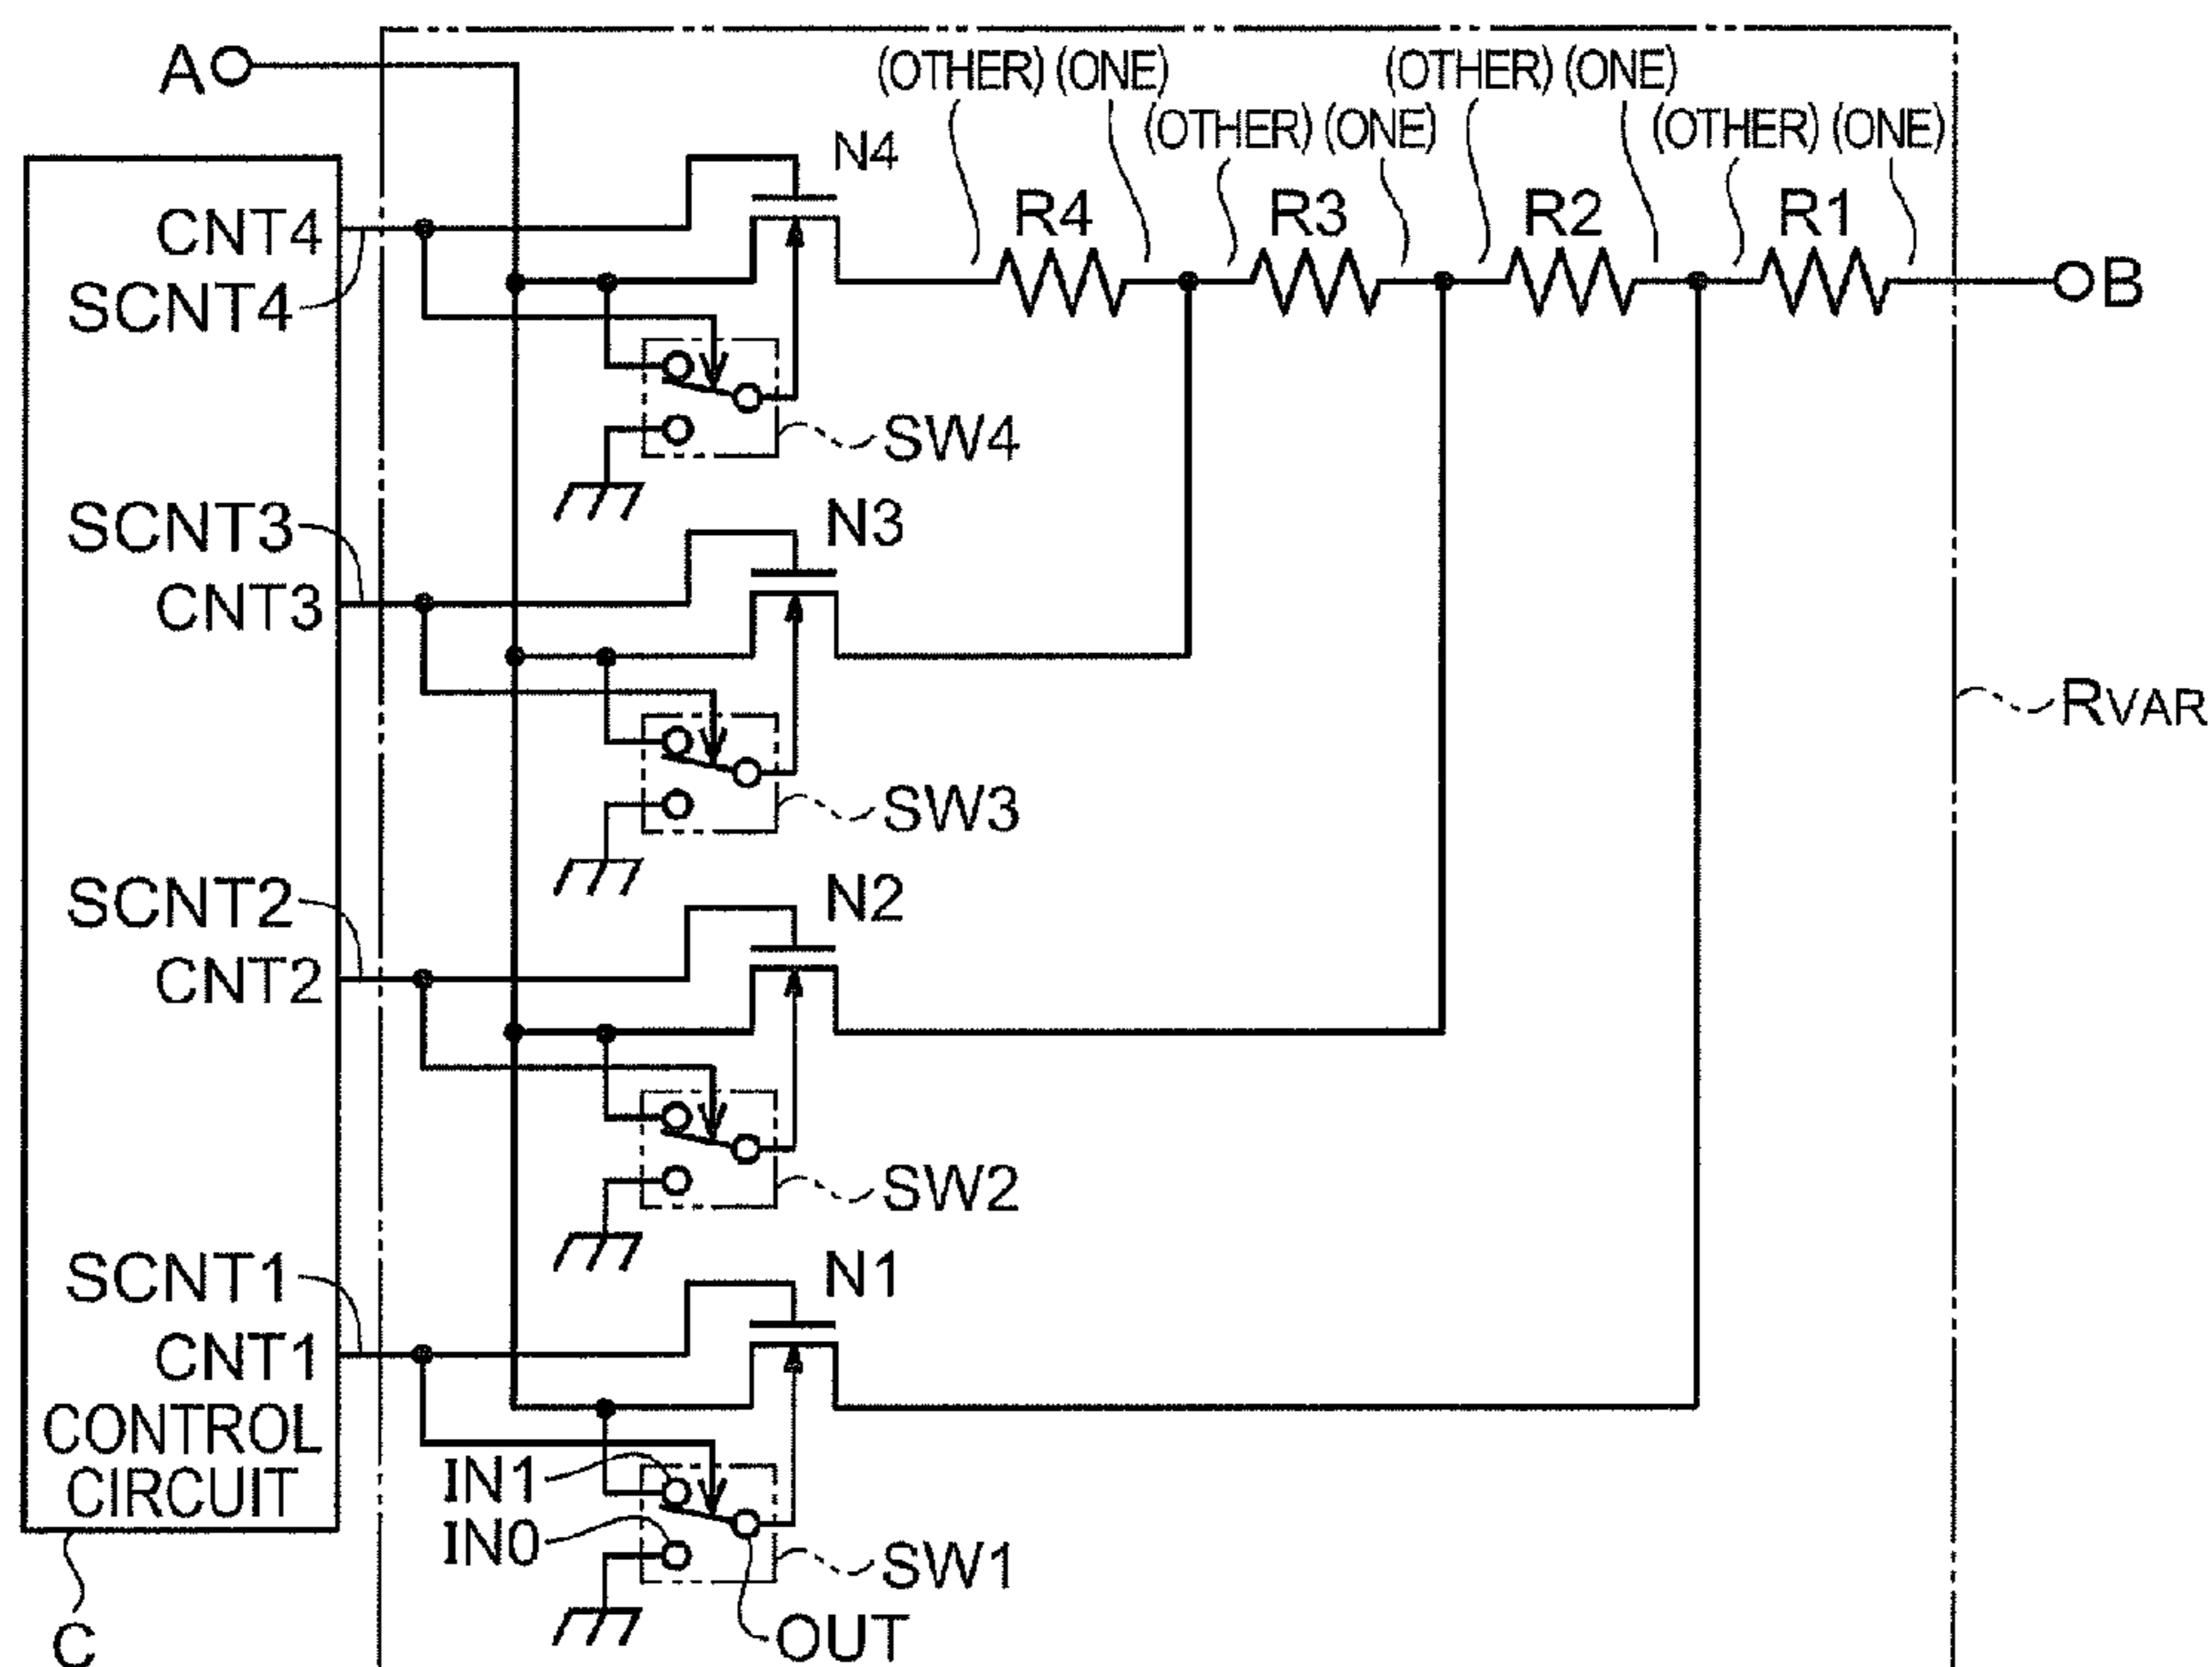 A
(OTHER) (ONE)
(OTHER) (ONE)
(OTHER) (ONE)
(OTHER) (ONE)
N4
CNT4
SCNT4
R4
R3
R2
R1
B
SW4
SCNT3
CNT3
N3
RVAR
SW3
SCNT2
CNT2
N2
SW2
SCNT1
CNT1
N1
CONTROL
CIRCUIT
IN1
IN0
SW1
OUT
C